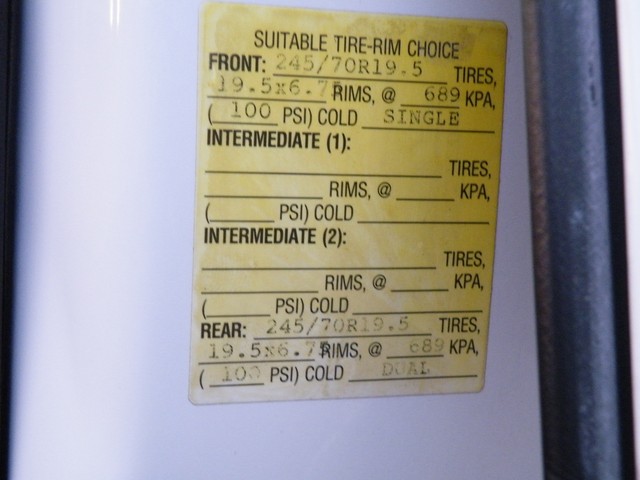 SUITABLE TIRE-RIM CHOICE
FRONT: 245/70R19.5 TIRES,
19.5x6.75 RIMS, @ 689 KPA,
( 100 PSI) COLD SINGLE
INTERMEDIATE (1):
TIRES,
RIMS, @ KPA,
( PSI) COLD
INTERMEDIATE (2):
TIRES,
RIMS, @ KPA,
( PSI) COLD
REAR: 245/70R19.5 TIRES,
19.5x6.75 RIMS, @ 689 KPA,
( 100 PSI) COLD DUAL